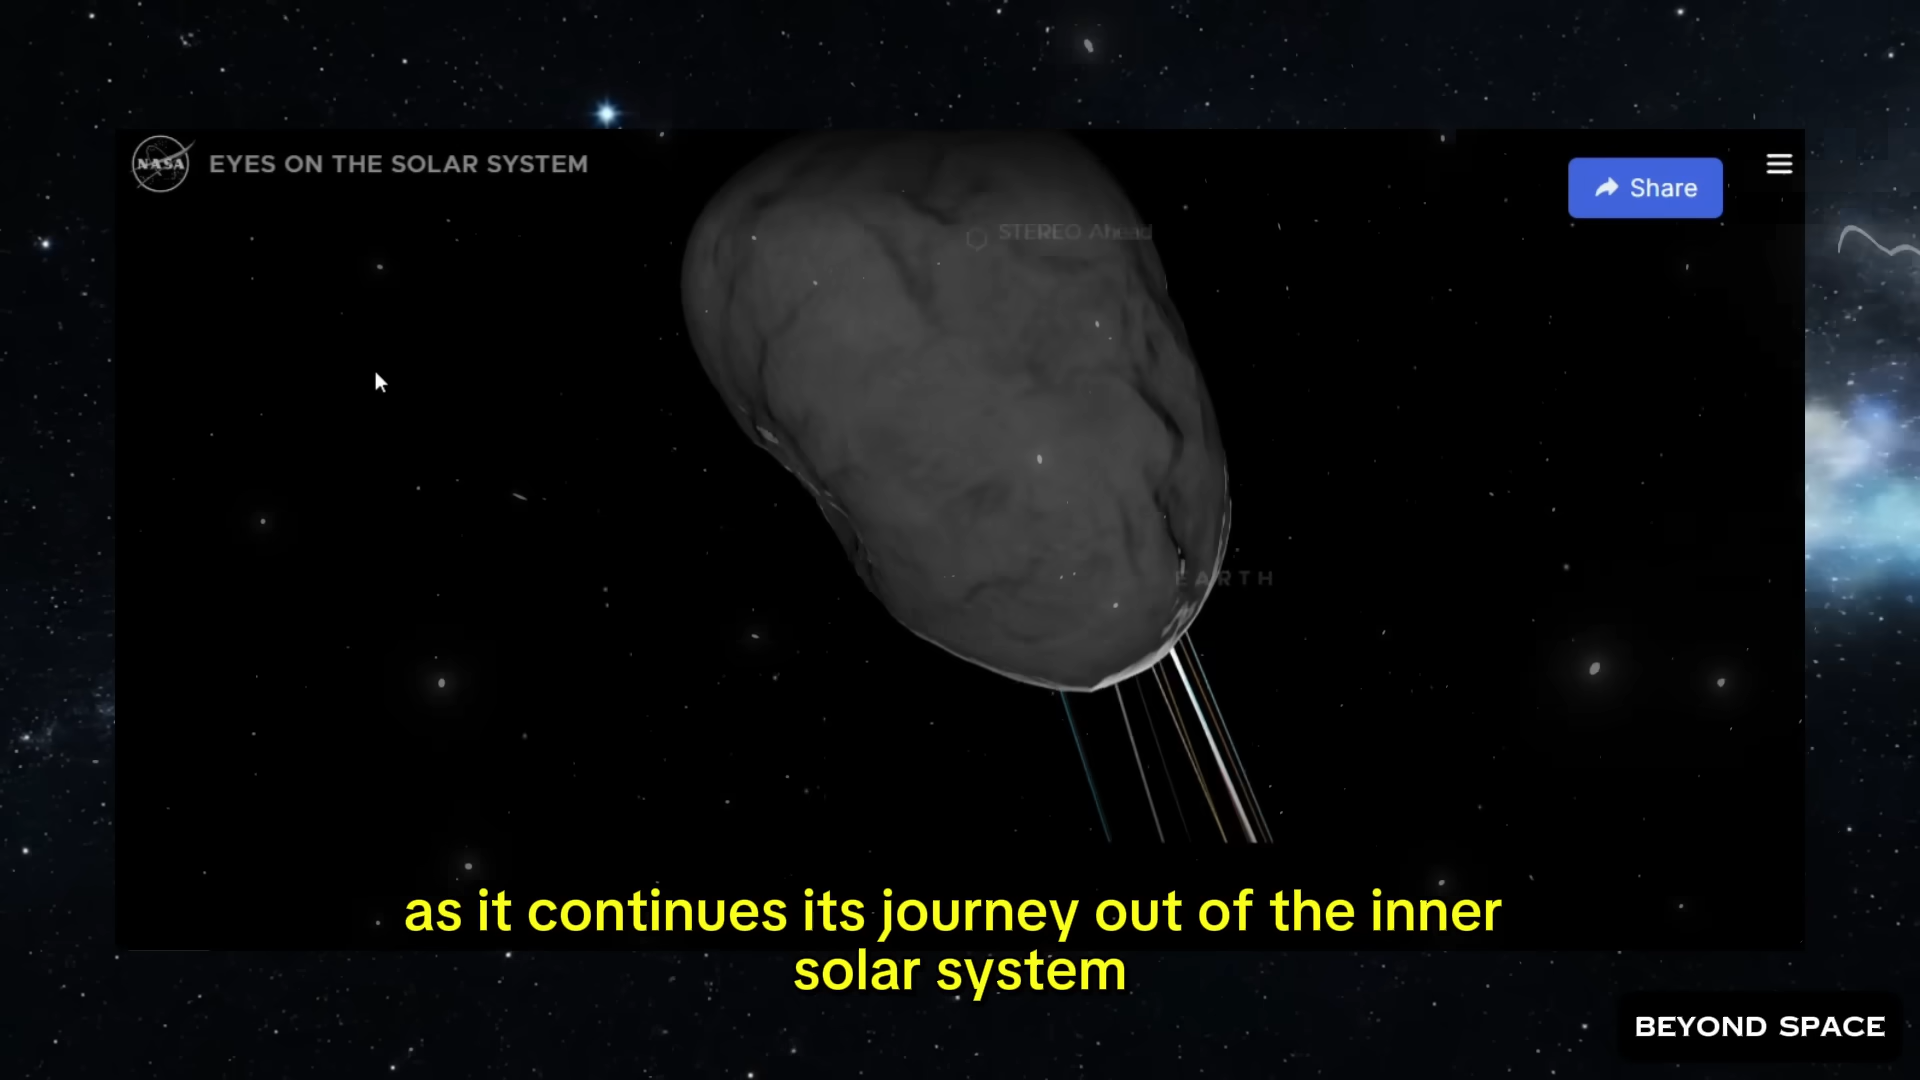 NASA
EYES ON THE SOLAR SYSTEM
Share
STEREO Ahead
EARTH
as it continues its journey out of the inner
solar system
BEYOND SPACE